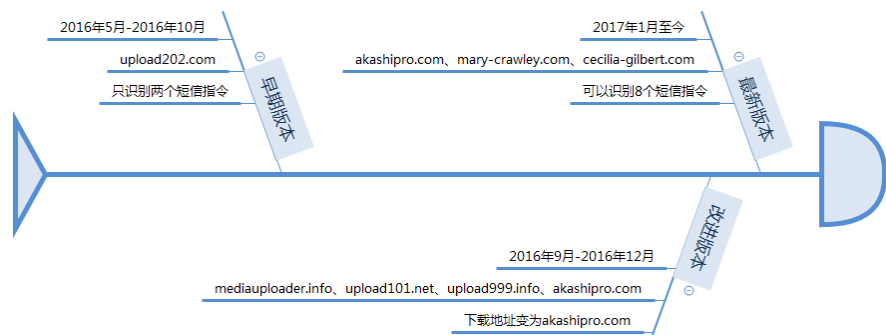 2016年5月-2016年10月
upload202.com
只识别两个短信指令
早期版本
2017年1月至今
akashipro.com、mary-crawley.com、cecilia-gilbert.com
可以识别8个短信指令
最新版本
改进版本
2016年9月-2016年12月
mediauploader.info、upload101.net、upload999.info、akashipro.com
下载地址变为akashipro.com